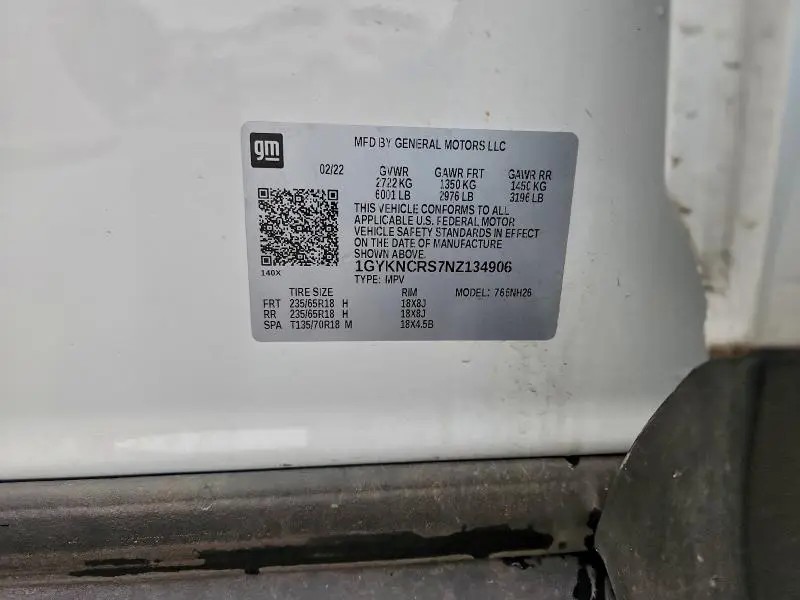 gm
MFD BY GENERAL MOTORS LLC
02/22 GVWR GAWR FRT GAWR RR
2722 KG 1350 KG 1450 KG
6001 LB 2976 LB 3196 LB
THIS VEHICLE CONFORMS TO ALL
APPLICABLE U.S. FEDERAL MOTOR
VEHICLE SAFETY STANDARDS IN EFFECT
ON THE DATE OF MANUFACTURE
SHOWN ABOVE.
1GYKNCRS7NZ134906
140X
TYPE: MPV
TIRE SIZE RIM MODEL: 766NH26
FRT 235/65R18 H 18X8J
RR 235/65R18 H 18X8J
SPA T135/70R18 M 18X4.5B